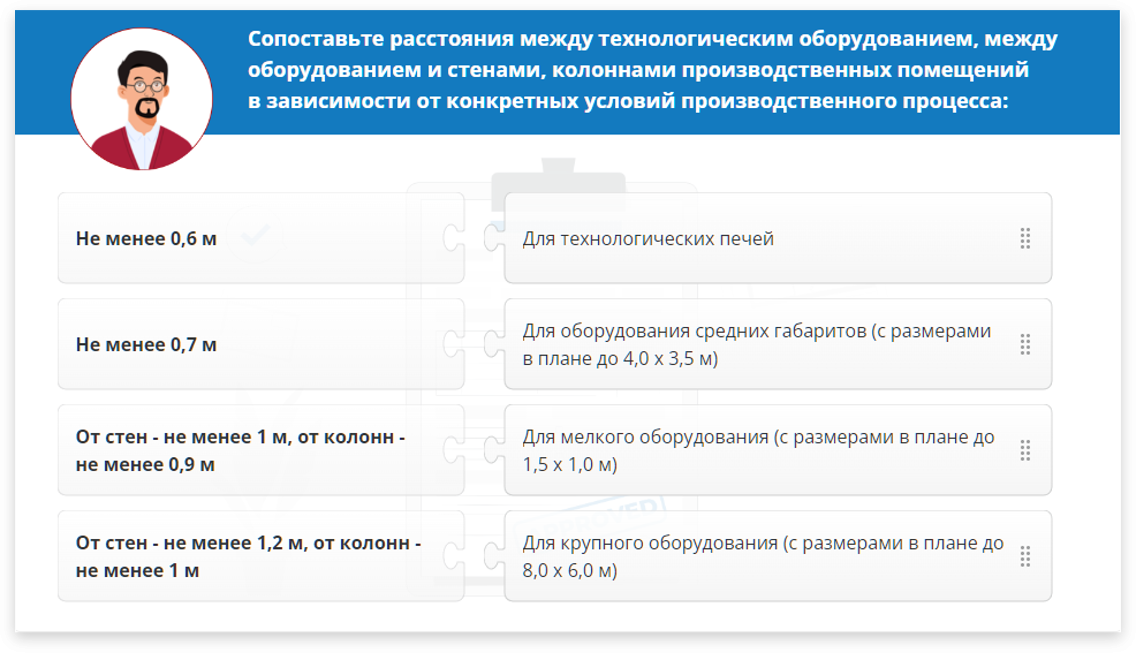 Сопоставьте расстояния между технологическим оборудованием, между
оборудованием и стенами, колоннами производственных помещений
в зависимости от конкретных условий производственного процесса:
Не менее 0,6 м
Для технологических печей
Не менее 0,7 м
Для оборудования средних габаритов (с размерами
в плане до 4,0 х 3,5 м)
От стен - не менее 1 м, от колонн -
не менее 0,9 м
Для мелкого оборудования (с размерами в плане до
1,5 х 1,0 м)
От стен - не менее 1,2 м, от колонн -
не менее 1 м
Для крупного оборудования (с размерами в плане до
8,0 х 6,0 м)